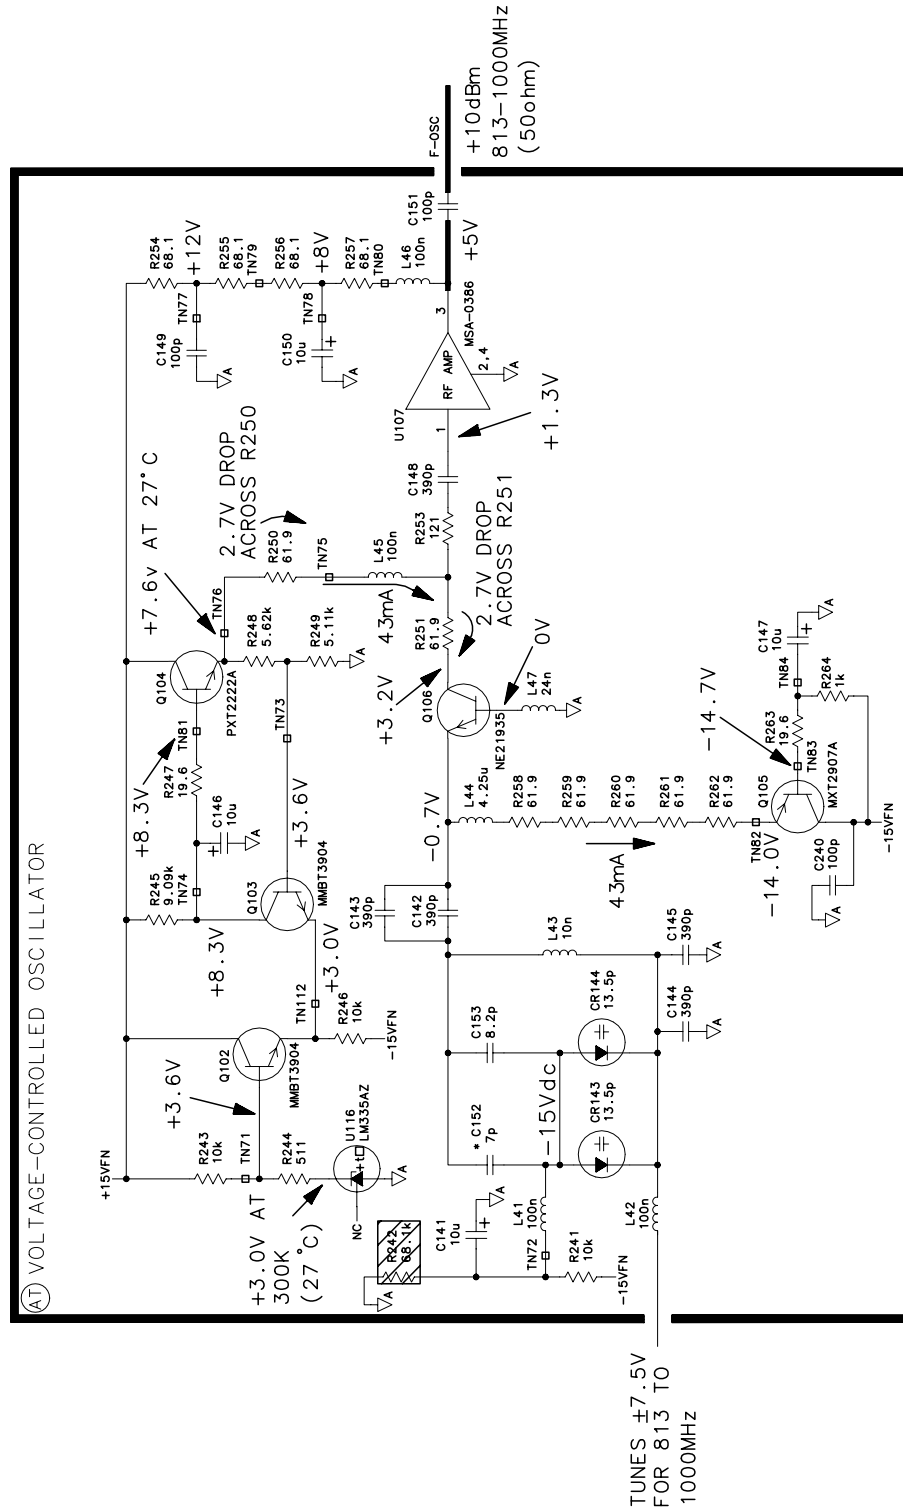 AT VOLTAGE-CONTROLLED OSCILLATOR
+15VFN
R243
10k
TN71
R244
511
U116
LM335AZ
+t
NC
A
+3.0V AT
300K
(27°C)
+3.6V
Q102
MMBT3904
TN112
R246
10k
-15VFN
+3.0V
R245
9.09k
TN74
+8.3V
Q103
MMBT3904
+3.6V
C146
10u
+
A
+8.3V
R247
19.6
TN81
Q104
PXT2222A
TN73
+7.6v AT 27°C
TN76
R248
5.62k
R249
5.11k
A
2.7V DROP
ACROSS R250
R250
61.9
TN75
43mA
L45
100n
R254
68.1
+12V
TN77
C149
100p
A
R255
68.1
TN79
R256
68.1
+8V
TN78
C150
10u
+
A
R257
68.1
TN80
L46
100n
+5V
C151
100p
F-OSC
+10dBm
813-1000MHz
(50ohm)
3
MSA-0386
RF AMP
2,4
A
U107
1
+1.3V
C148
390p
R253
121
R251
61.9
2.7V DROP
ACROSS R251
+3.2V
Q106
NE21935
0V
L47
24n
A
-0.7V
L44
4.25u
R258
61.9
R259
61.9
R260
61.9
R261
61.9
R262
61.9
43mA
TN82
-14.0V
Q105
MXT2907A
-14.7V
TN83
R263
19.6
TN84
C147
10u
+
A
R264
1k
-15VFN
C240
100p
A
C143
390p
C142
390p
L43
10n
C145
390p
A
C144
390p
A
C153
8.2p
CR144
13.5p
* C152
7p
-15Vdc
CR143
13.5p
R242
68.1k
A
C141
10u
+
A
L41
100n
TN72
R241
10k
-15VFN
L42
100n
TUNES ±7.5V
FOR 813 TO
1000MHz